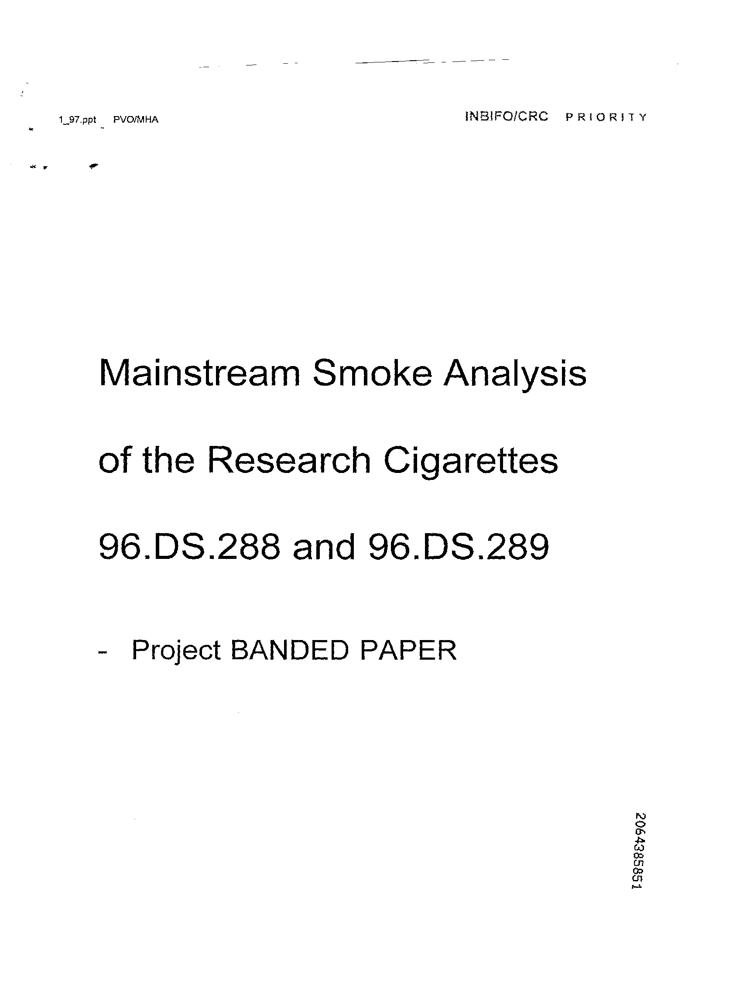 1_97.ppt PVO/MHA
INBIFO/CRC PRIORITY
Mainstream Smoke Analysis
of the Research Cigarettes
96.DS.288 and 96.DS.289
- Project BANDED PAPER
2064385851